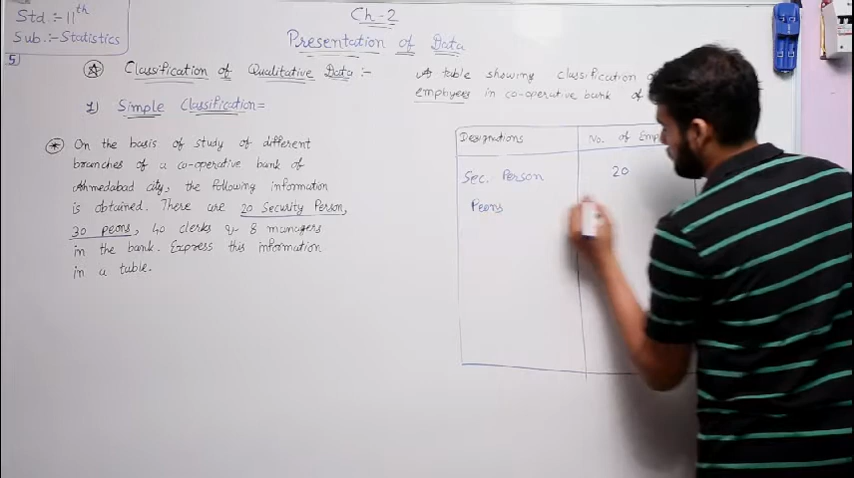 Std :- 11th
Sub :- Statistics
5
Ch-2
Presentation of Data
Classification of Qualitative Data :-
1) Simple Classification =
On the basis of study of different
branches of a co-operative bank of
Ahmedabad city, the following information
is obtained. There are 20 Security Person,
30 peons, 40 clerks & 8 managers
in the bank. Express this information
in a table.
A table showing classification of
employees in co-operative bank of
Designations No. of
Sec. Person 20
Peons